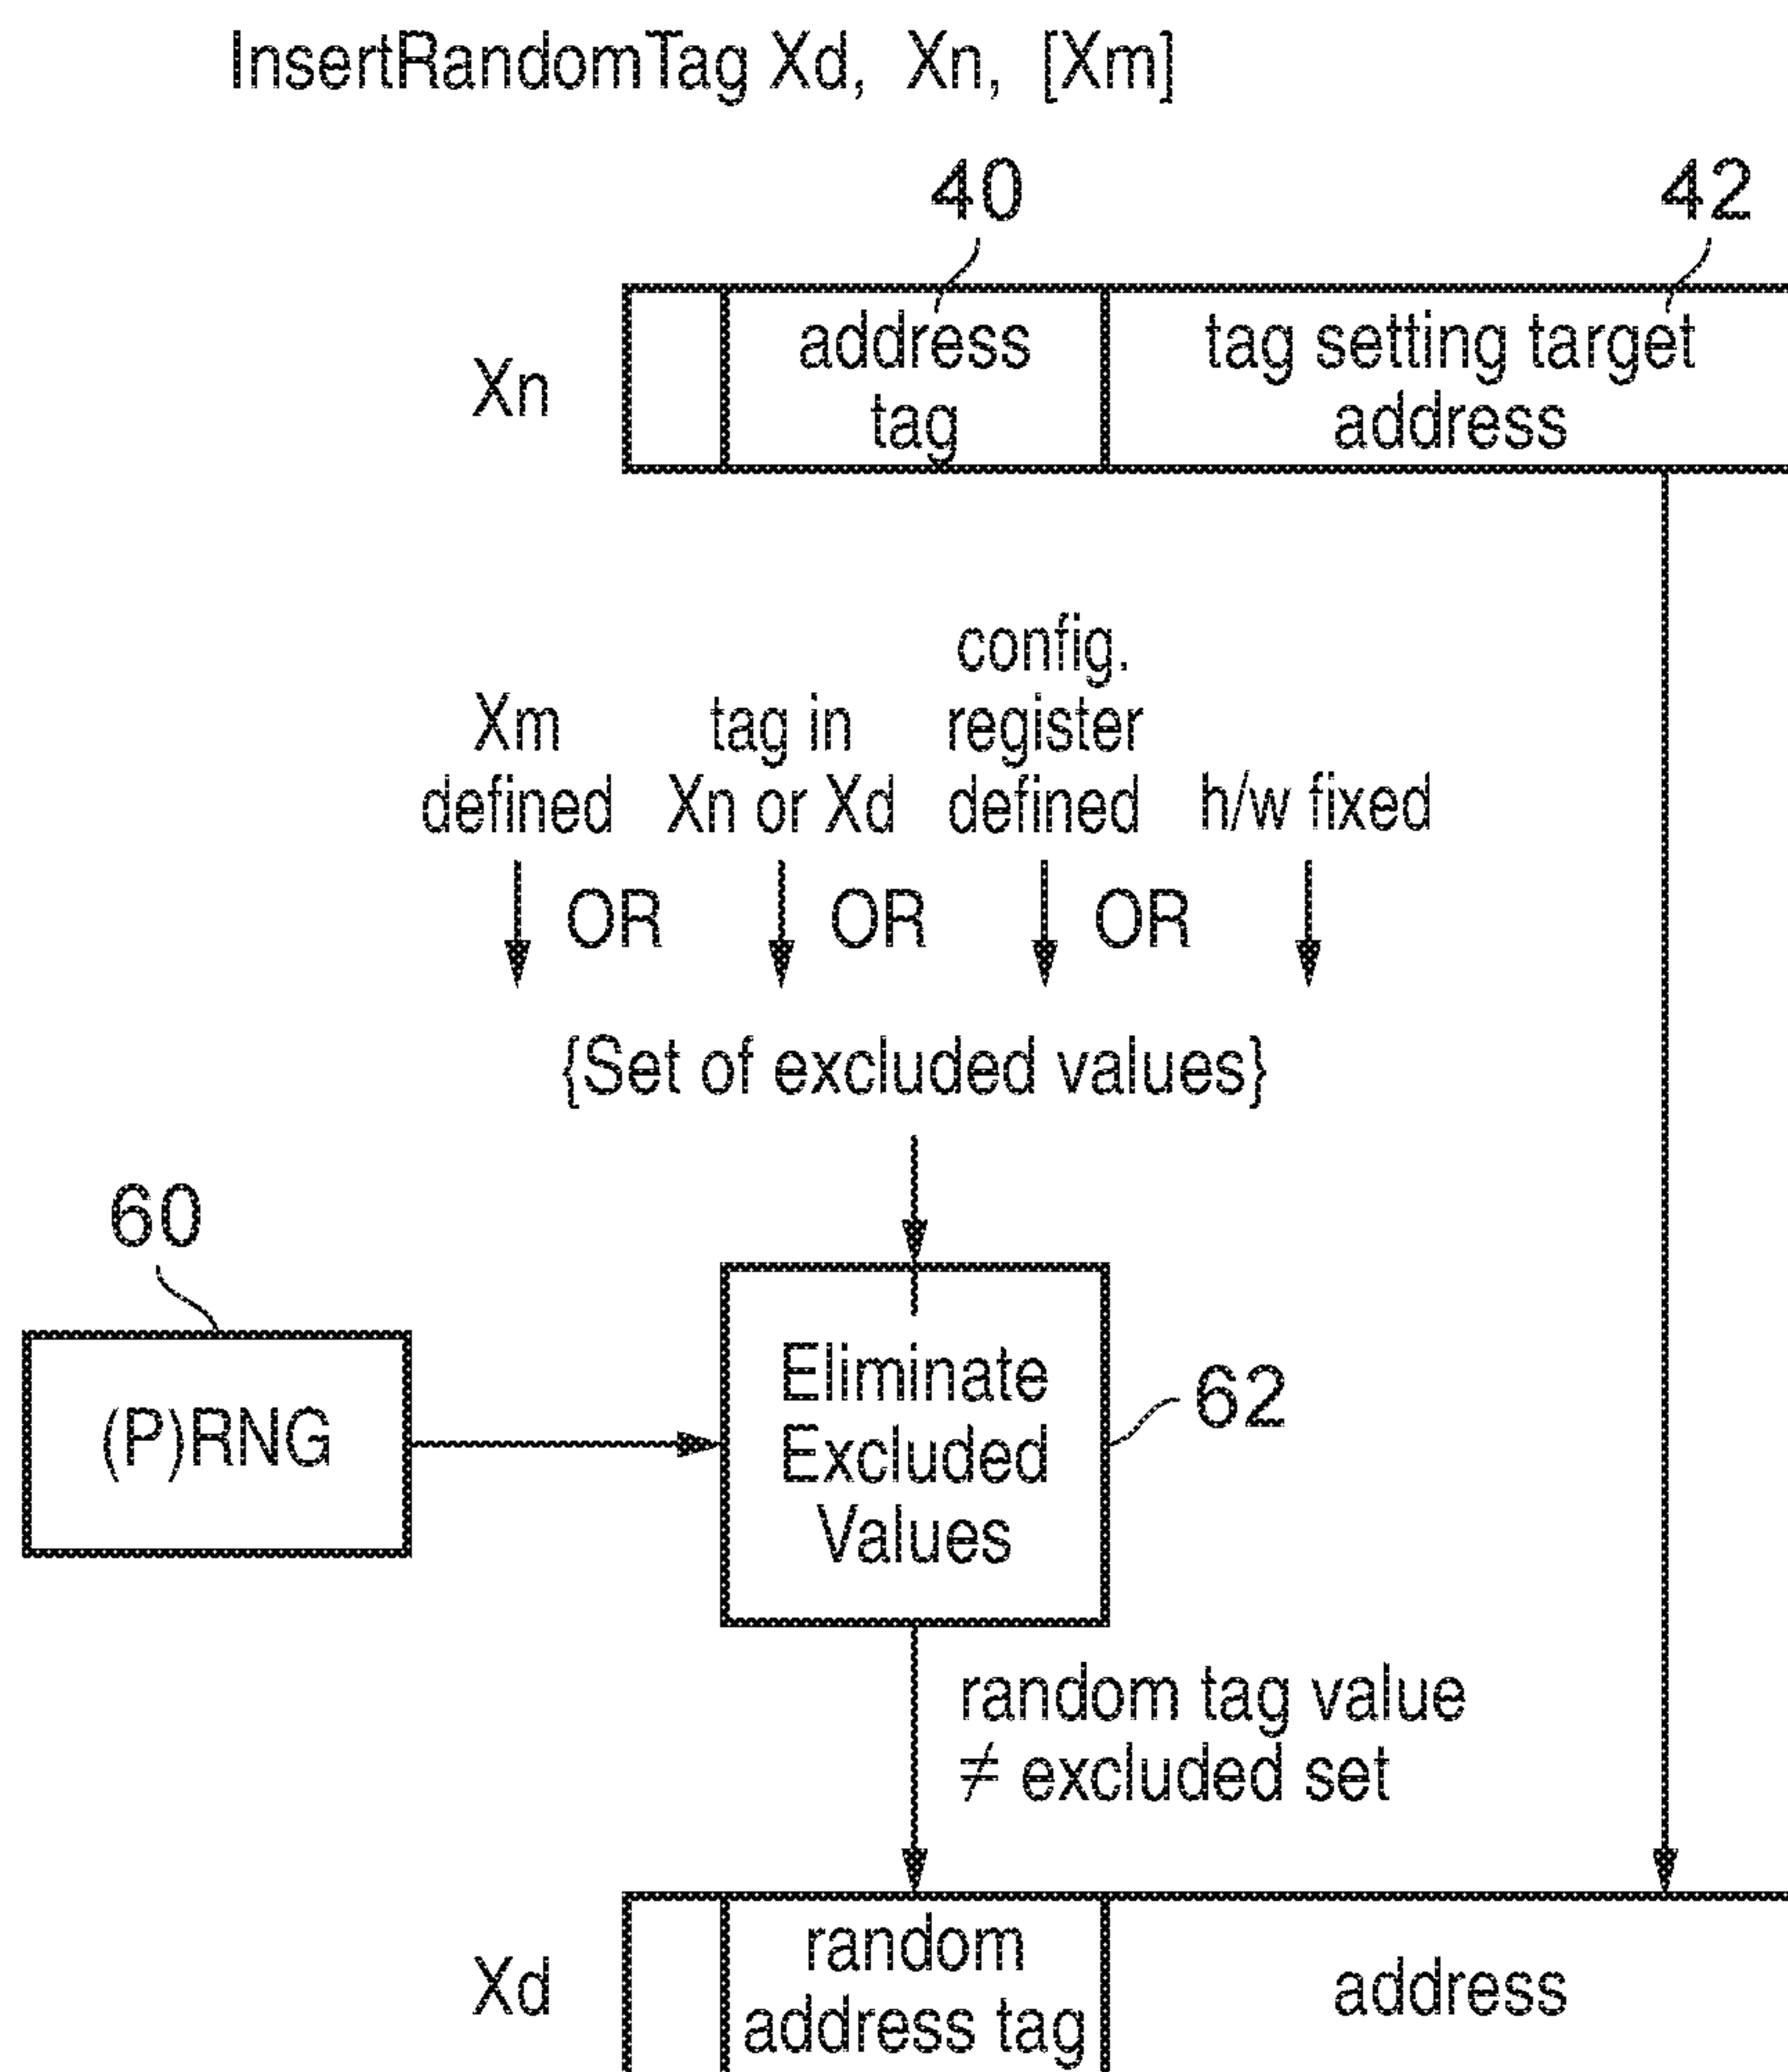 InsertRandomTag Xd, Xn, [Xm]
40
42
Xn
address
tag
tag setting target
address
Xm
defined
tag in
Xn or Xd
config.
register
defined
h/w fixed
OR
OR
OR
{Set of excluded values}
60
(P)RNG
Eliminate
Excluded
Values
62
random tag value
≠ excluded set
Xd
random
address tag
address